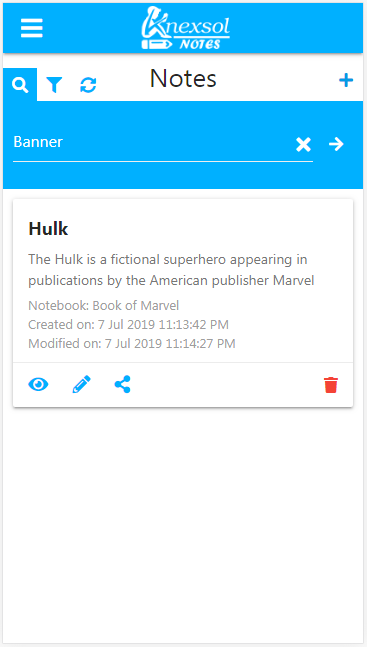 Knexsol
NOTES
Notes
Banner
Hulk
The Hulk is a fictional superhero appearing in
publications by the American publisher Marvel
Notebook: Book of Marvel
Created on: 7 Jul 2019 11:13:42 PM
Modified on: 7 Jul 2019 11:14:27 PM